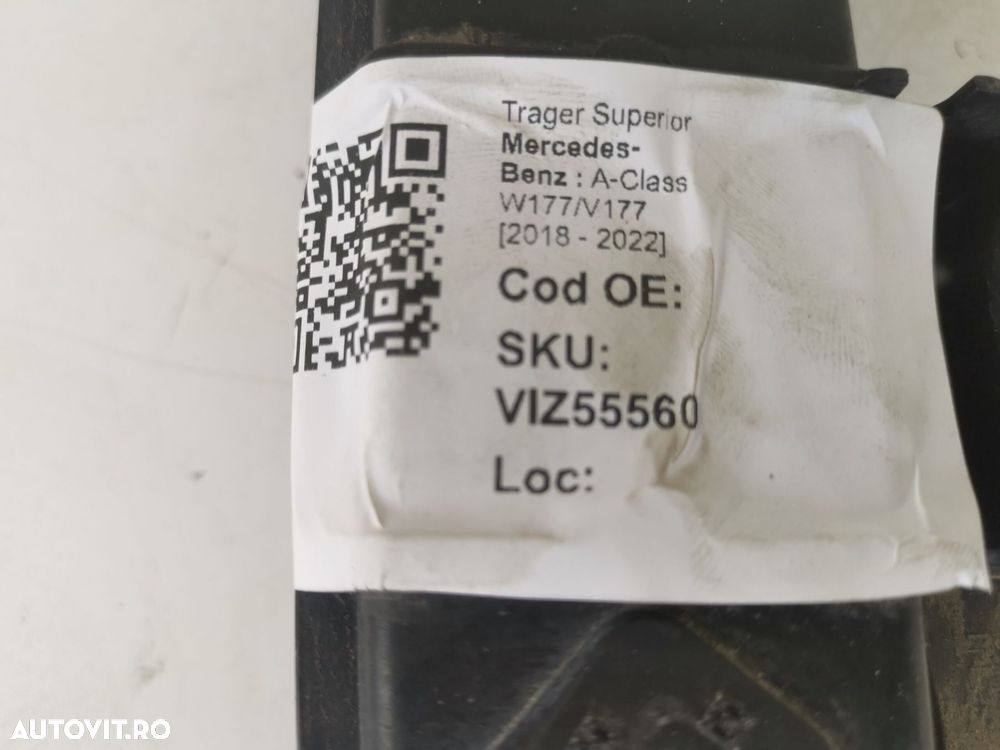 Trager Superior
Mercedes-
Benz : A-Class
W177/V177
[2018 - 2022]
Cod OE:
SKU:
VIZ55560
Loc:
AUTOVIT.RO